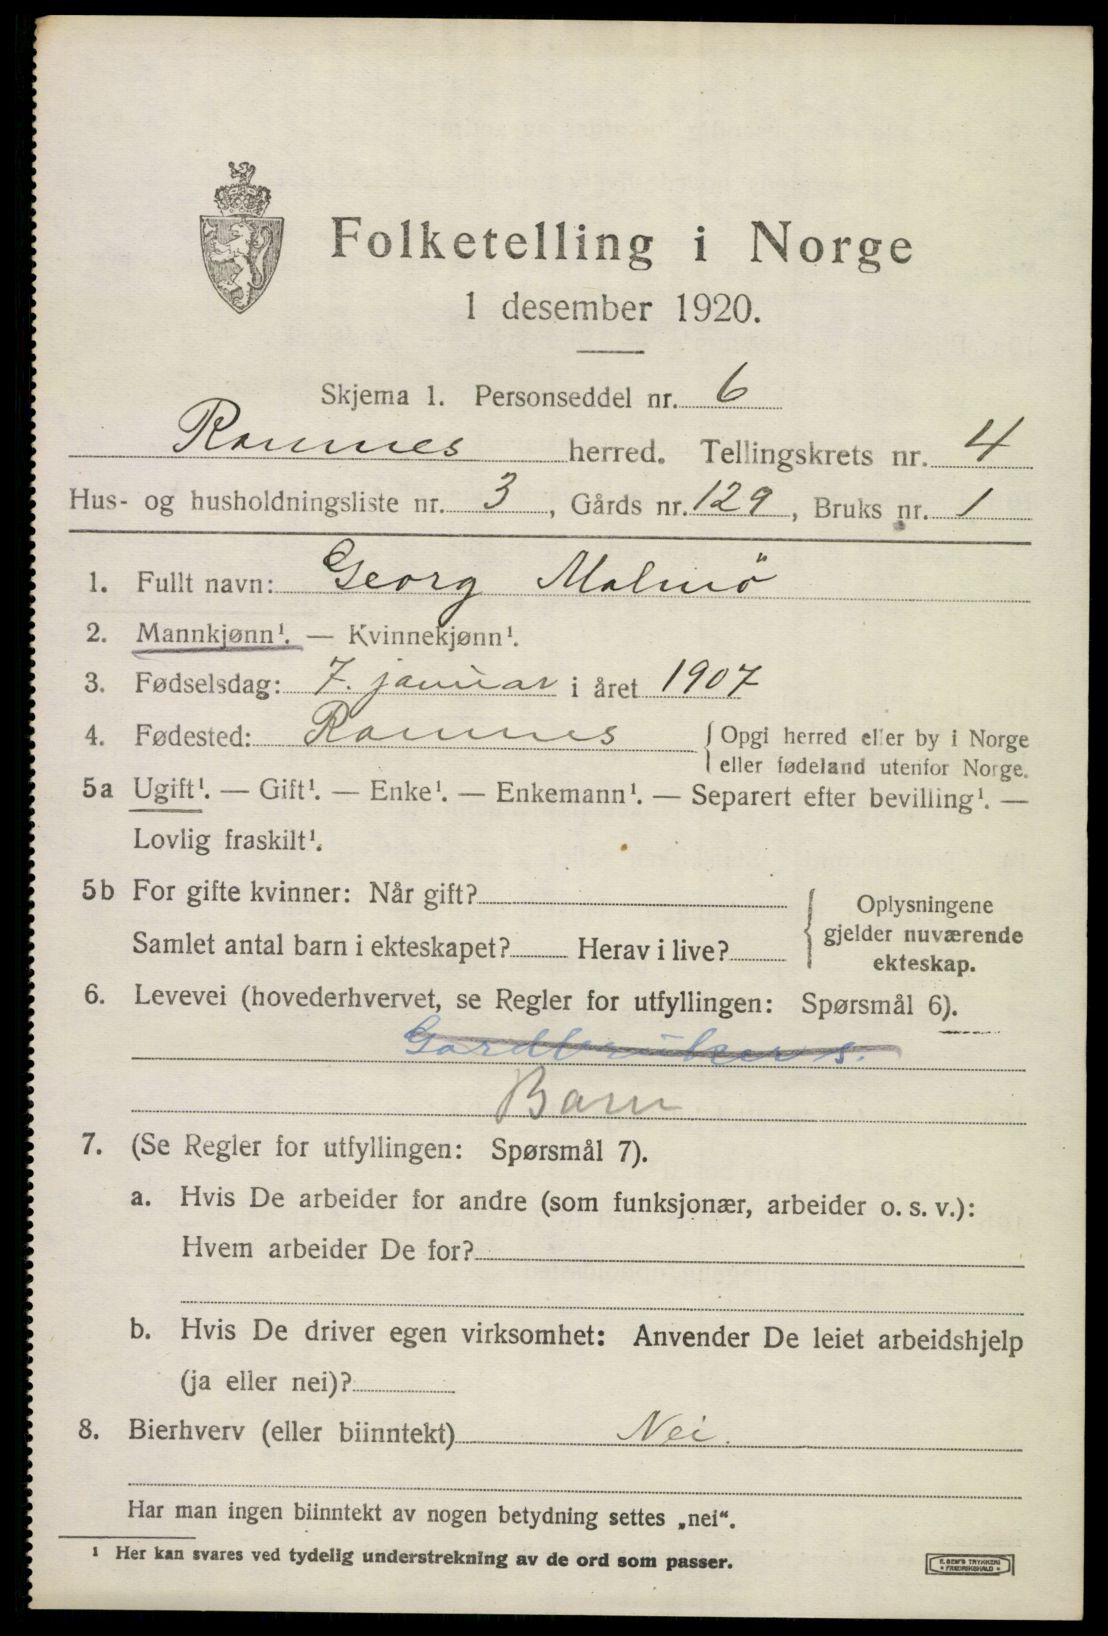 Folketelling i Norge
1 desember 1920.
Skjema 1. Personseddel nr. 6
Ramnes herred. Tellingskrets nr. 4
Hus- og husholdningsliste nr. 3, Gårds nr. 129, Bruks nr. 1
1. Fullt navn: Georg Malmö
2. Mannkjønn¹. — Kvinnekjønn¹.
3. Fødselsdag: 7. januar i året 1907
4. Fødested: Ramnes { Opgi herred eller by i Norge
eller fødeland utenfor Norge.
5a Ugift¹. — Gift¹. — Enke¹. — Enkemann¹. — Separert efter bevilling¹. —
Lovlig fraskilt¹.
5b For gifte kvinner: Når gift?
Samlet antal barn i ekteskapet? Herav i live?
{ Oplysningene
gjelder nuværende
ekteskap.
6. Levevei (hovederhvervet, se Regler for utfyllingen: Spørsmål 6).
Gardbruker s.
Barn
7. (Se Regler for utfyllingen: Spørsmål 7).
a. Hvis De arbeider for andre (som funksjonær, arbeider o. s. v.):
Hvem arbeider De for?
b. Hvis De driver egen virksomhet: Anvender De leiet arbeidshjelp
(ja eller nei)?
8. Bierhverv (eller biinntekt) Nei.
Har man ingen biinntekt av nogen betydning settes „nei“.
¹ Her kan svares ved tydelig understrekning av de ord som passer.
E. SEM'S TRYKKERI
• FREDRIKSHALD •